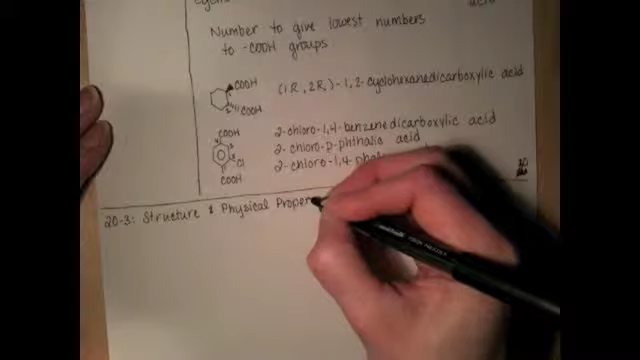 acid
Number to give lowest numbers
to -COOH groups
COOH
(1R, 2R)-1,2-cyclohexanedicarboxylic acid
COOH
COOH
2-chloro-1,4-benzenedicarboxylic acid
2-chloro-p-phthalic acid
Cl
2-chloro-1,4-
COOH
20-3: Structure & Physical Proper